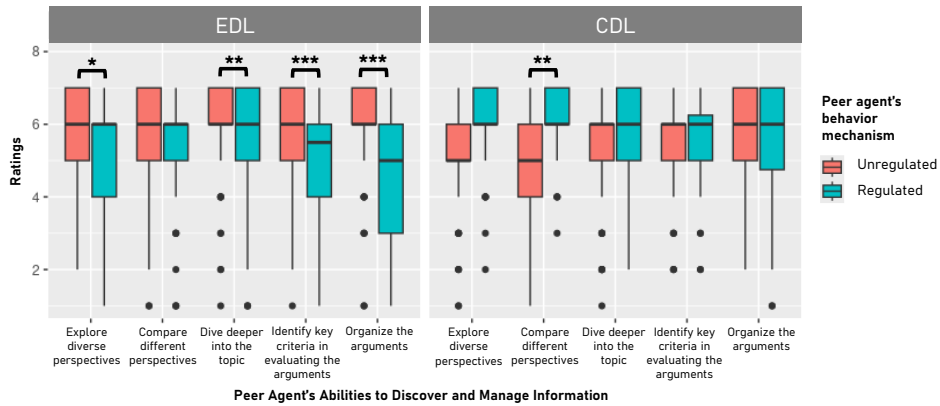 EDL
CDL
*
**
***
***
**
8
6
4
2
Ratings
Explore
diverse
perspectives
Compare
different
perspectives
Dive deeper
into the
topic
Identify key
criteria in
evaluating the
arguments
Organize the
arguments
Explore
diverse
perspectives
Compare
different
perspectives
Dive deeper
into the
topic
Identify key
criteria in
evaluating the
arguments
Organize the
arguments
Peer Agent's Abilities to Discover and Manage Information
Peer agent's
behavior
mechanism
Unregulated
Regulated